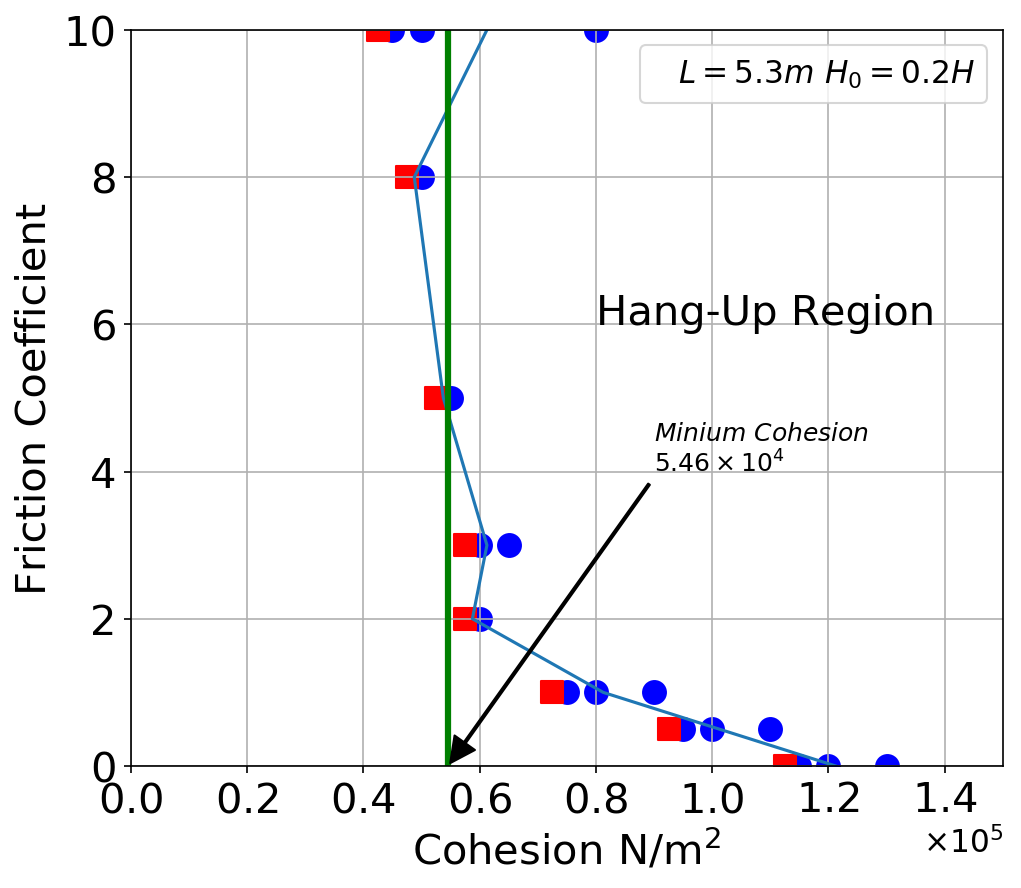 10
8
6
4
2
0
Friction Coefficient
L = 5.3m H₀ = 0.2H
Hang-Up Region
Minium Cohesion
5.46 × 10⁴
0.0 0.2 0.4 0.6 0.8 1.0 1.2 1.4
×10⁵
Cohesion N/m²